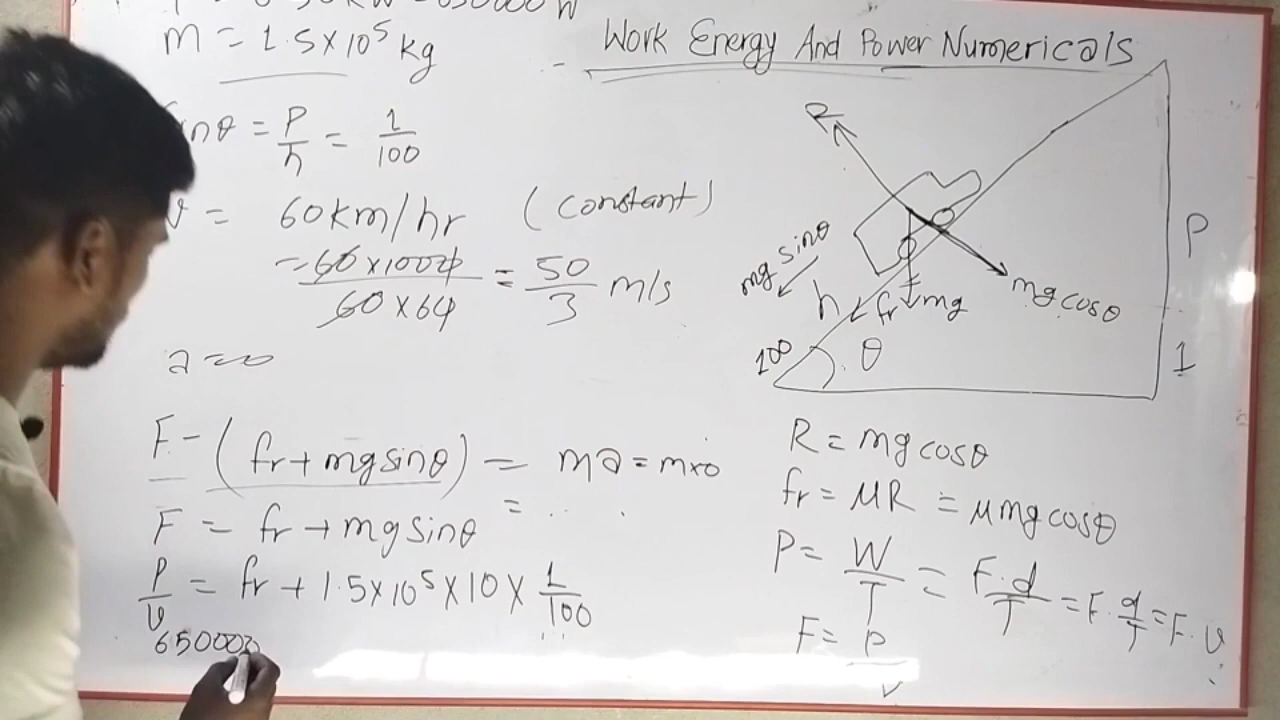 Work Energy And Power Numericals
m = 1.5×10⁵ kg
sinθ = P/h = 1/100
v = 60km/hr (constant)
= 60×1000/60×60 = 50/3 m/s
a = 0
F - (fr + mg sinθ) = ma = m×0
F = fr + mg sinθ = ..
P/v = fr + 1.5×10⁵×10×1/100
650000
R
mg sinθ
h
fr
mg
mg cosθ
P
100
θ
1
R = mg cosθ
fr = μR = μmg cosθ
P = W/T = F.d/T = F.d/T = F.v
F = P/v